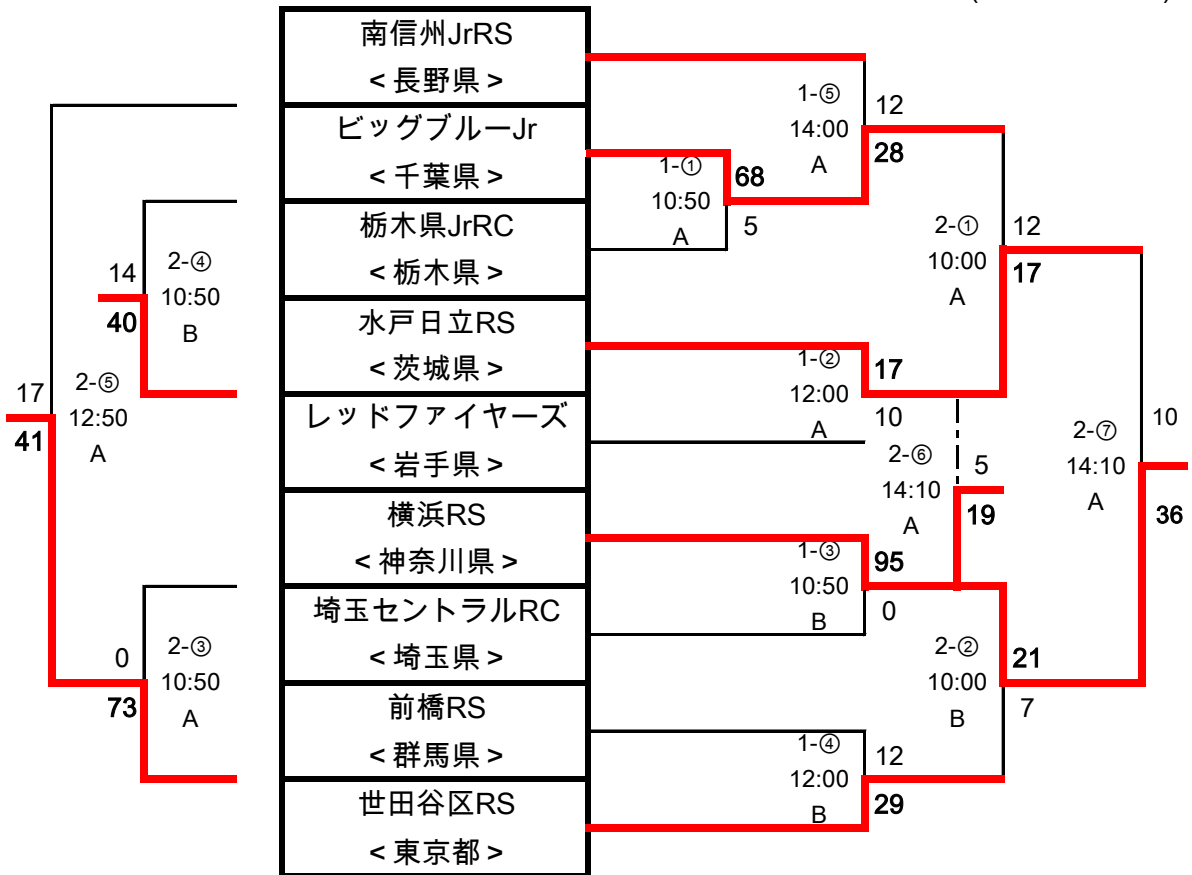 南信州JrRS
＜長野県＞
ビッグブルーJr
＜千葉県＞
栃木県JrRC
＜栃木県＞
水戸日立RS
＜茨城県＞
レッドファイヤーズ
＜岩手県＞
横浜RS
＜神奈川県＞
埼玉セントラルRC
＜埼玉県＞
前橋RS
＜群馬県＞
世田谷区RS
＜東京都＞
14
2-④
10:50
40
B
17
2-⑤
12:50
41
A
0
2-③
10:50
73
A
1-⑤
12
14:00
28
A
1-①
68
10:50
5
A
2-①
12
10:00
17
A
1-②
17
12:00
10
A
2-⑥
5
14:10
19
A
2-⑦
10
14:10
36
A
1-③
95
10:50
0
B
2-②
21
10:00
7
B
1-④
12
12:00
29
B